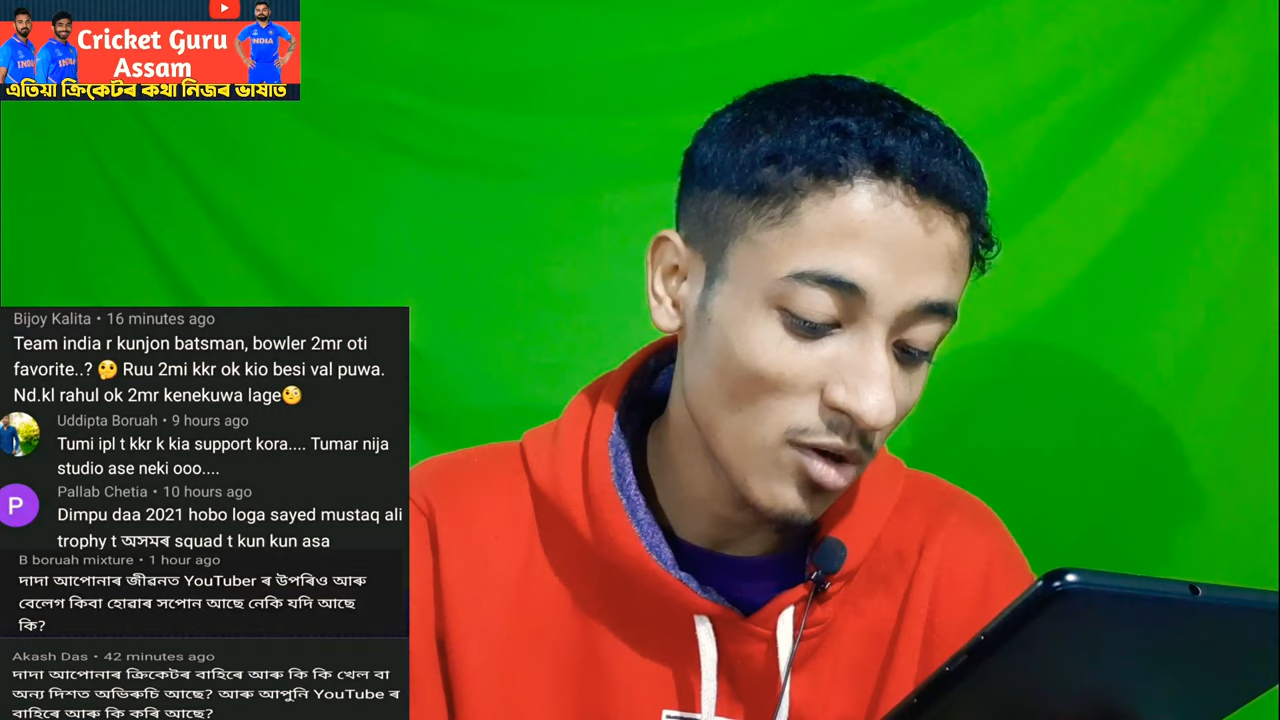 Cricket Guru
Assam
এতিয়া ক্ৰিকেটৰ কথা নিজৰ ভাষাত
INDIA
Bijoy Kalita • 16 minutes ago
Team india r kunjon batsman, bowler 2mr oti
favorite..? 🤔 Ruu 2mi kkr ok kio besi val puwa.
Nd.kl rahul ok 2mr kenekuwa lage🧐
Uddipta Boruah • 9 hours ago
Tumi ipl t kkr k kia support kora.... Tumar nija
studio ase neki ooo....
P
Pallab Chetia • 10 hours ago
Dimpu daa 2021 hobo loga sayed mustaq ali
trophy t অসমৰ squad t kun kun asa
B boruah mixture • 1 hour ago
দাদা আপোনাৰ জীৱনত YouTuber ৰ উপৰিও আৰু
বেলেগ কিবা হোৱাৰ সপোন আছে নেকি যদি আছে
কি?
Akash Das • 42 minutes ago
দাদা আপোনাৰ ক্ৰিকেটৰ বাহিৰে আৰু কি কি খেল বা
অন্য দিশত অভিৰুচি আছে? আৰু আপুনি YouTube ৰ
বাহিৰে আৰু কি কৰি আছে?